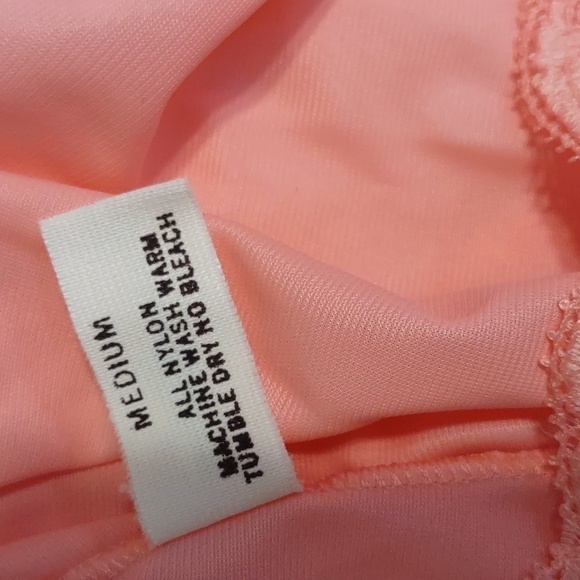 MEDIUM
ALL NYLON
MACHINE WASH WARM
TUMBLE DRY NO BLEACH